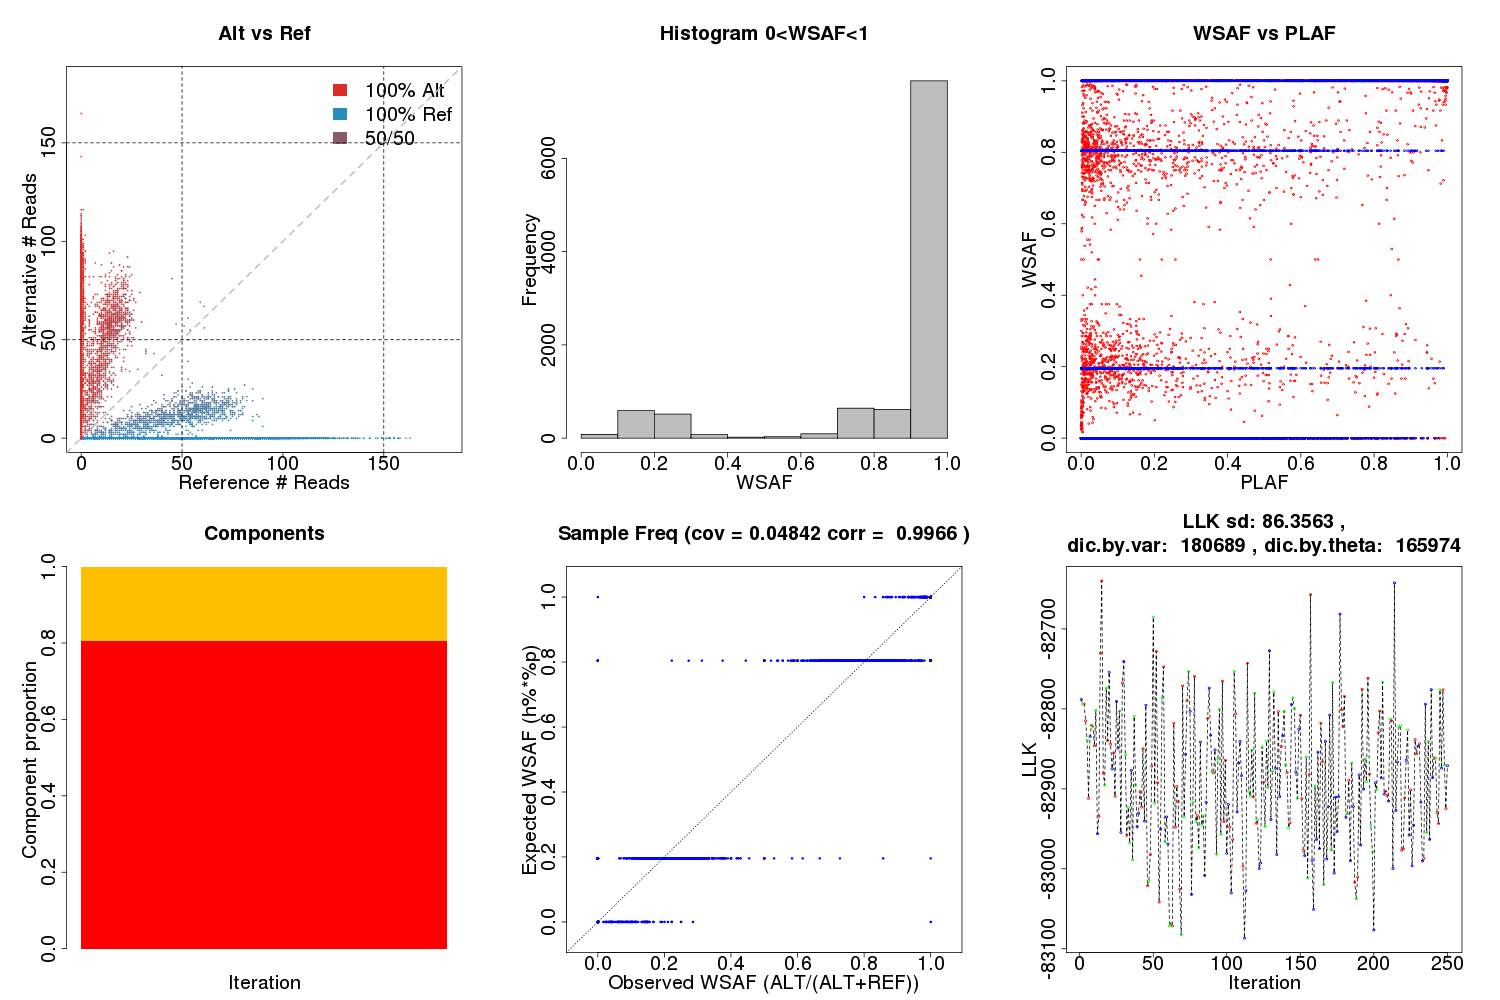 Alt vs Ref
100% Alt
100% Ref
50/50
Alternative # Reads
0 50 100 150
0 50 100 150
Reference # Reads
Histogram 0<WSAF<1
Frequency
0 2000 4000 6000
0.0 0.2 0.4 0.6 0.8 1.0
WSAF
WSAF vs PLAF
WSAF
0.0 0.2 0.4 0.6 0.8 1.0
0.0 0.2 0.4 0.6 0.8 1.0
PLAF
Components
Component proportion
0.0 0.2 0.4 0.6 0.8 1.0
Iteration
Sample Freq (cov = 0.04842 corr = 0.9966 )
Expected WSAF (h%*%p)
0.0 0.2 0.4 0.6 0.8 1.0
0.0 0.2 0.4 0.6 0.8 1.0
Observed WSAF (ALT/(ALT+REF))
LLK sd: 86.3563 ,
dic.by.var: 180689 , dic.by.theta: 165974
LLK
-83100 -83000 -82900 -82800 -82700
0 50 100 150 200 250
Iteration